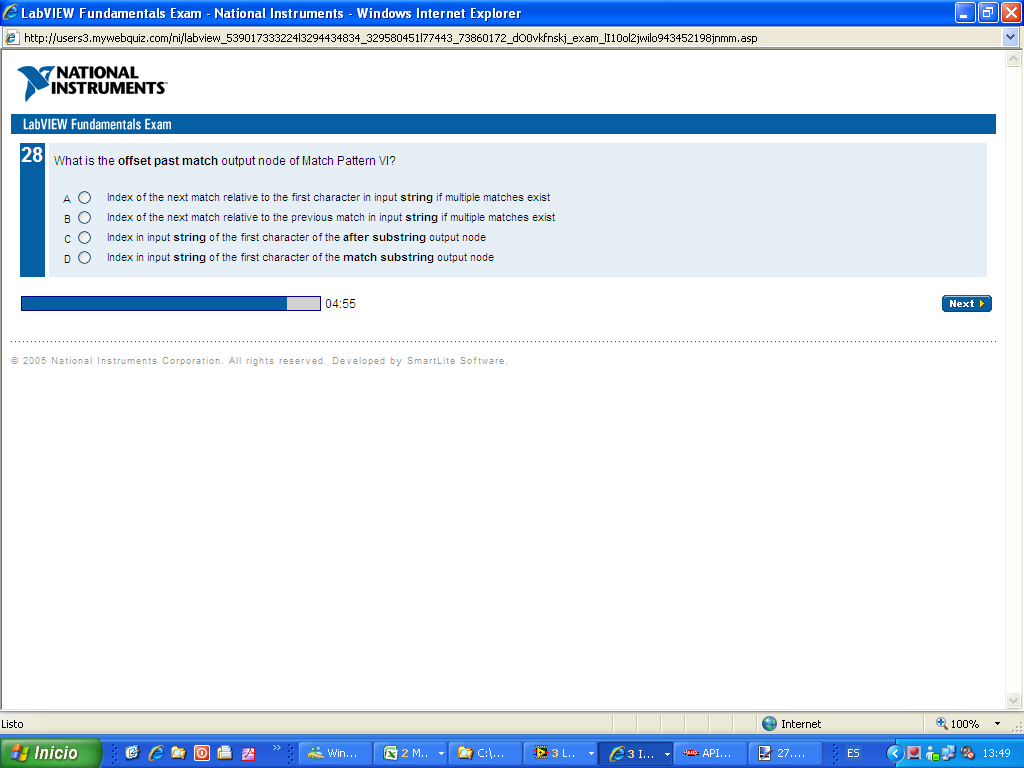 LabVIEW Fundamentals Exam - National Instruments - Windows Internet Explorer
http://users3.mywebquiz.com/ni/labview_539017333224l3294434834_329580451l77443_73860172_dO0vkfnskj_exam_lI10ol2jwilo943452198jnmm.asp
NATIONAL
INSTRUMENTS
LabVIEW Fundamentals Exam
28 What is the offset past match output node of Match Pattern VI?
A Index of the next match relative to the first character in input string if multiple matches exist
B Index of the next match relative to the previous match in input string if multiple matches exist
C Index in input string of the first character of the after substring output node
D Index in input string of the first character of the match substring output node
04:55 Next
© 2005 National Instruments Corporation. All rights reserved. Developed by SmartLite Software.
Listo Internet 100%
Inicio Win... 2 M... C:\... 3 L... 3 I... API... 27.... ES 13:49